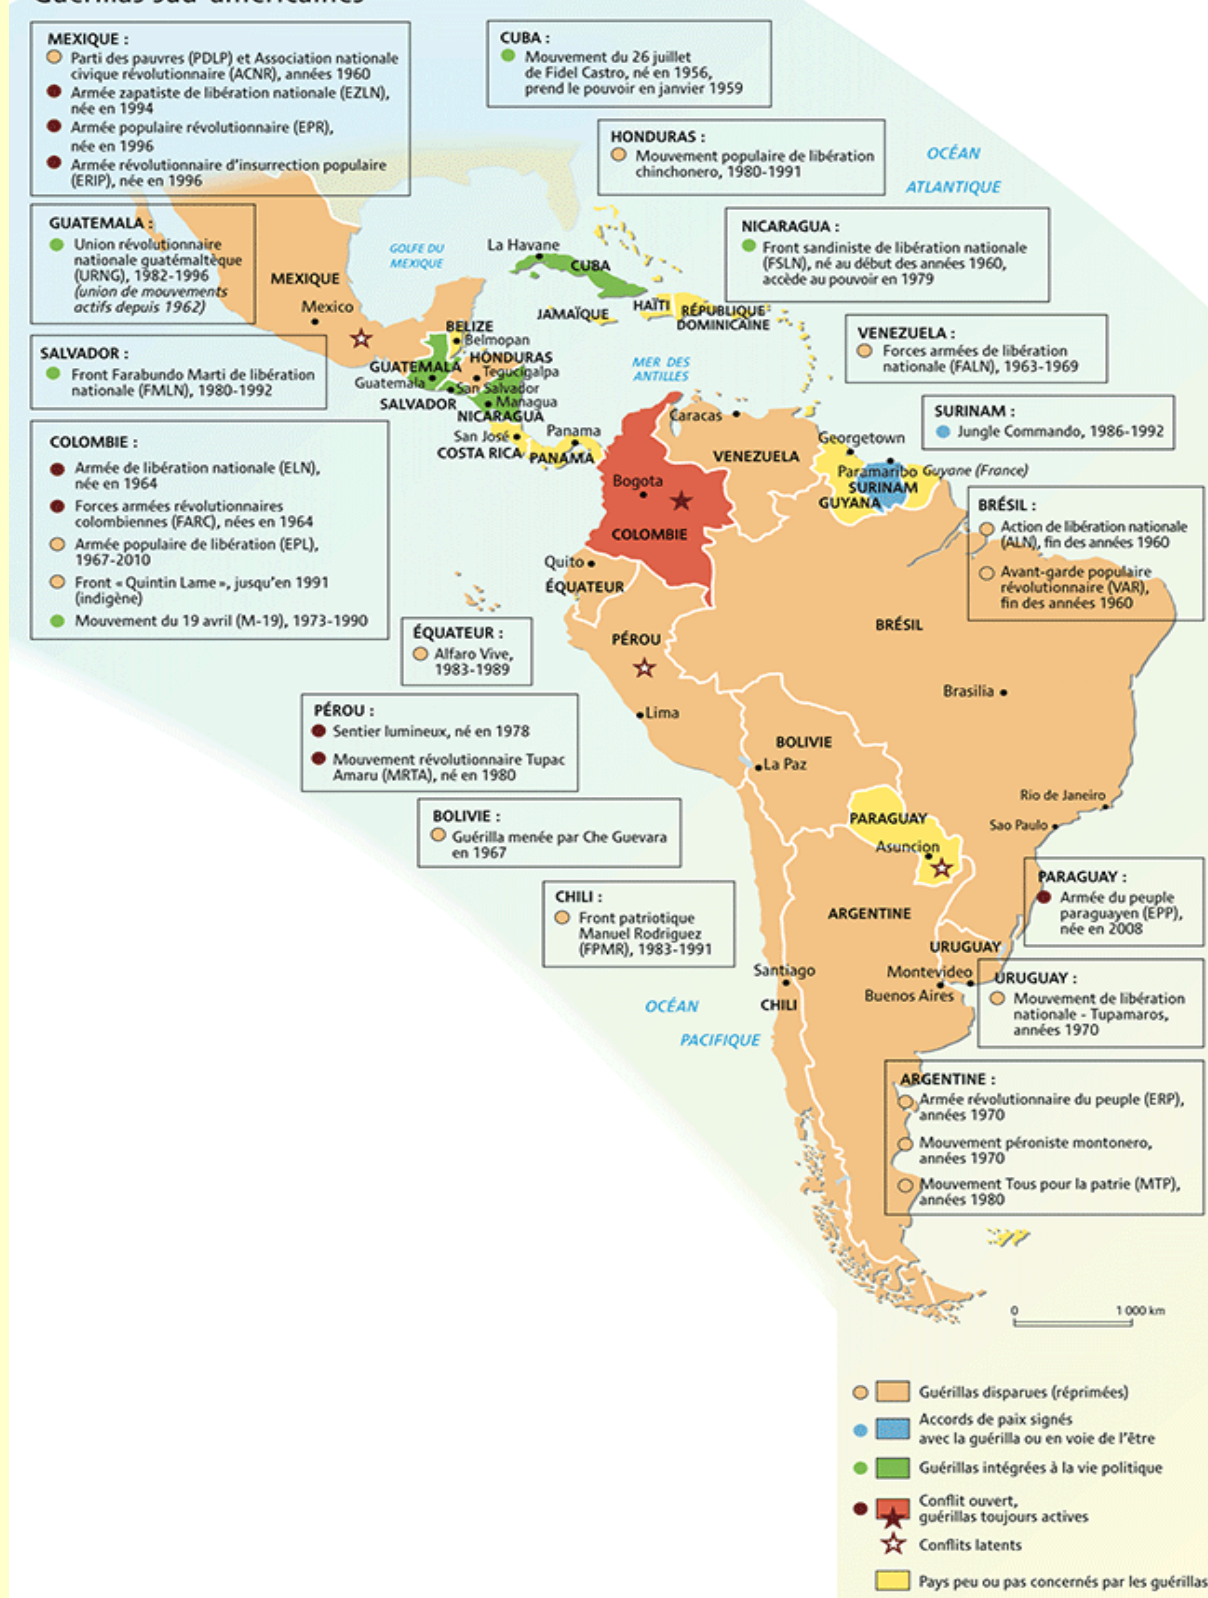 Guérillas sud-américaines
MEXIQUE :
Parti des pauvres (PDLP) et Association nationale
civique révolutionnaire (ACNR), années 1960
Armée zapatiste de libération nationale (EZLN),
née en 1994
Armée populaire révolutionnaire (EPR),
née en 1996
Armée révolutionnaire d'insurrection populaire
(ERIP), née en 1996
CUBA :
Mouvement du 26 juillet
de Fidel Castro, né en 1956,
prend le pouvoir en janvier 1959
HONDURAS :
Mouvement populaire de libération
chinchonero, 1980-1991
OCÉAN
ATLANTIQUE
GUATEMALA :
Union révolutionnaire
nationale guatémaltèque
(URNG), 1982-1996
(union de mouvements
actifs depuis 1962)
NICARAGUA :
Front sandiniste de libération nationale
(FSLN), né au début des années 1960,
accède au pouvoir en 1979
GOLFE DU
MEXIQUE
La Havane
CUBA
MEXIQUE
Mexico
JAMAÏQUE
HAÏTI
RÉPUBLIQUE
DOMINICAINE
BELIZE
Belmopan
HONDURAS
Tegucigalpa
GUATEMALA
Guatemala
San Salvador
SALVADOR
Managua
NICARAGUA
MER DES
ANTILLES
VENEZUELA :
Forces armées de libération
nationale (FALN), 1963-1969
SALVADOR :
Front Farabundo Marti de libération
nationale (FMLN), 1980-1992
SURINAM :
Jungle Commando, 1986-1992
COLOMBIE :
Armée de libération nationale (ELN),
née en 1964
Forces armées révolutionnaires
colombiennes (FARC), nées en 1964
Armée populaire de libération (EPL),
1967-2010
Front « Quintin Lame », jusqu'en 1991
(indigène)
Mouvement du 19 avril (M-19), 1973-1990
San José
COSTA RICA
Panama
PANAMÁ
Caracas
VENEZUELA
Georgetown
Paramaribo
Guyane (France)
SURINAM
GUYANA
Bogota
COLOMBIE
Quito
ÉQUATEUR
BRÉSIL :
Action de libération nationale
(ALN), fin des années 1960
Avant-garde populaire
révolutionnaire (VAR),
fin des années 1960
ÉQUATEUR :
Alfaro Vive,
1983-1989
PÉROU
BRÉSIL
Brasilia
Lima
PÉROU :
Sentier lumineux, né en 1978
Mouvement révolutionnaire Tupac
Amaru (MRTA), né en 1980
BOLIVIE
La Paz
BOLIVIE :
Guérilla menée par Che Guevara
en 1967
Rio de Janeiro
Sao Paulo
PARAGUAY
Asuncion
PARAGUAY :
Armée du peuple
paraguayen (EPP),
née en 2008
CHILI :
Front patriotique
Manuel Rodriguez
(FPMR), 1983-1991
ARGENTINE
URUGUAY
Santiago
CHILI
Montevideo
Buenos Aires
URUGUAY :
Mouvement de libération
nationale - Tupamaros,
années 1970
OCÉAN
PACIFIQUE
ARGENTINE :
Armée révolutionnaire du peuple (ERP),
années 1970
Mouvement péroniste montonero,
années 1970
Mouvement Tous pour la patrie (MTP),
années 1980
0 1 000 km
Guérillas disparues (réprimées)
Accords de paix signés
avec la guérilla ou en voie de l'être
Guérillas intégrées à la vie politique
Conflit ouvert,
guérillas toujours actives
Conflits latents
Pays peu ou pas concernés par les guérillas